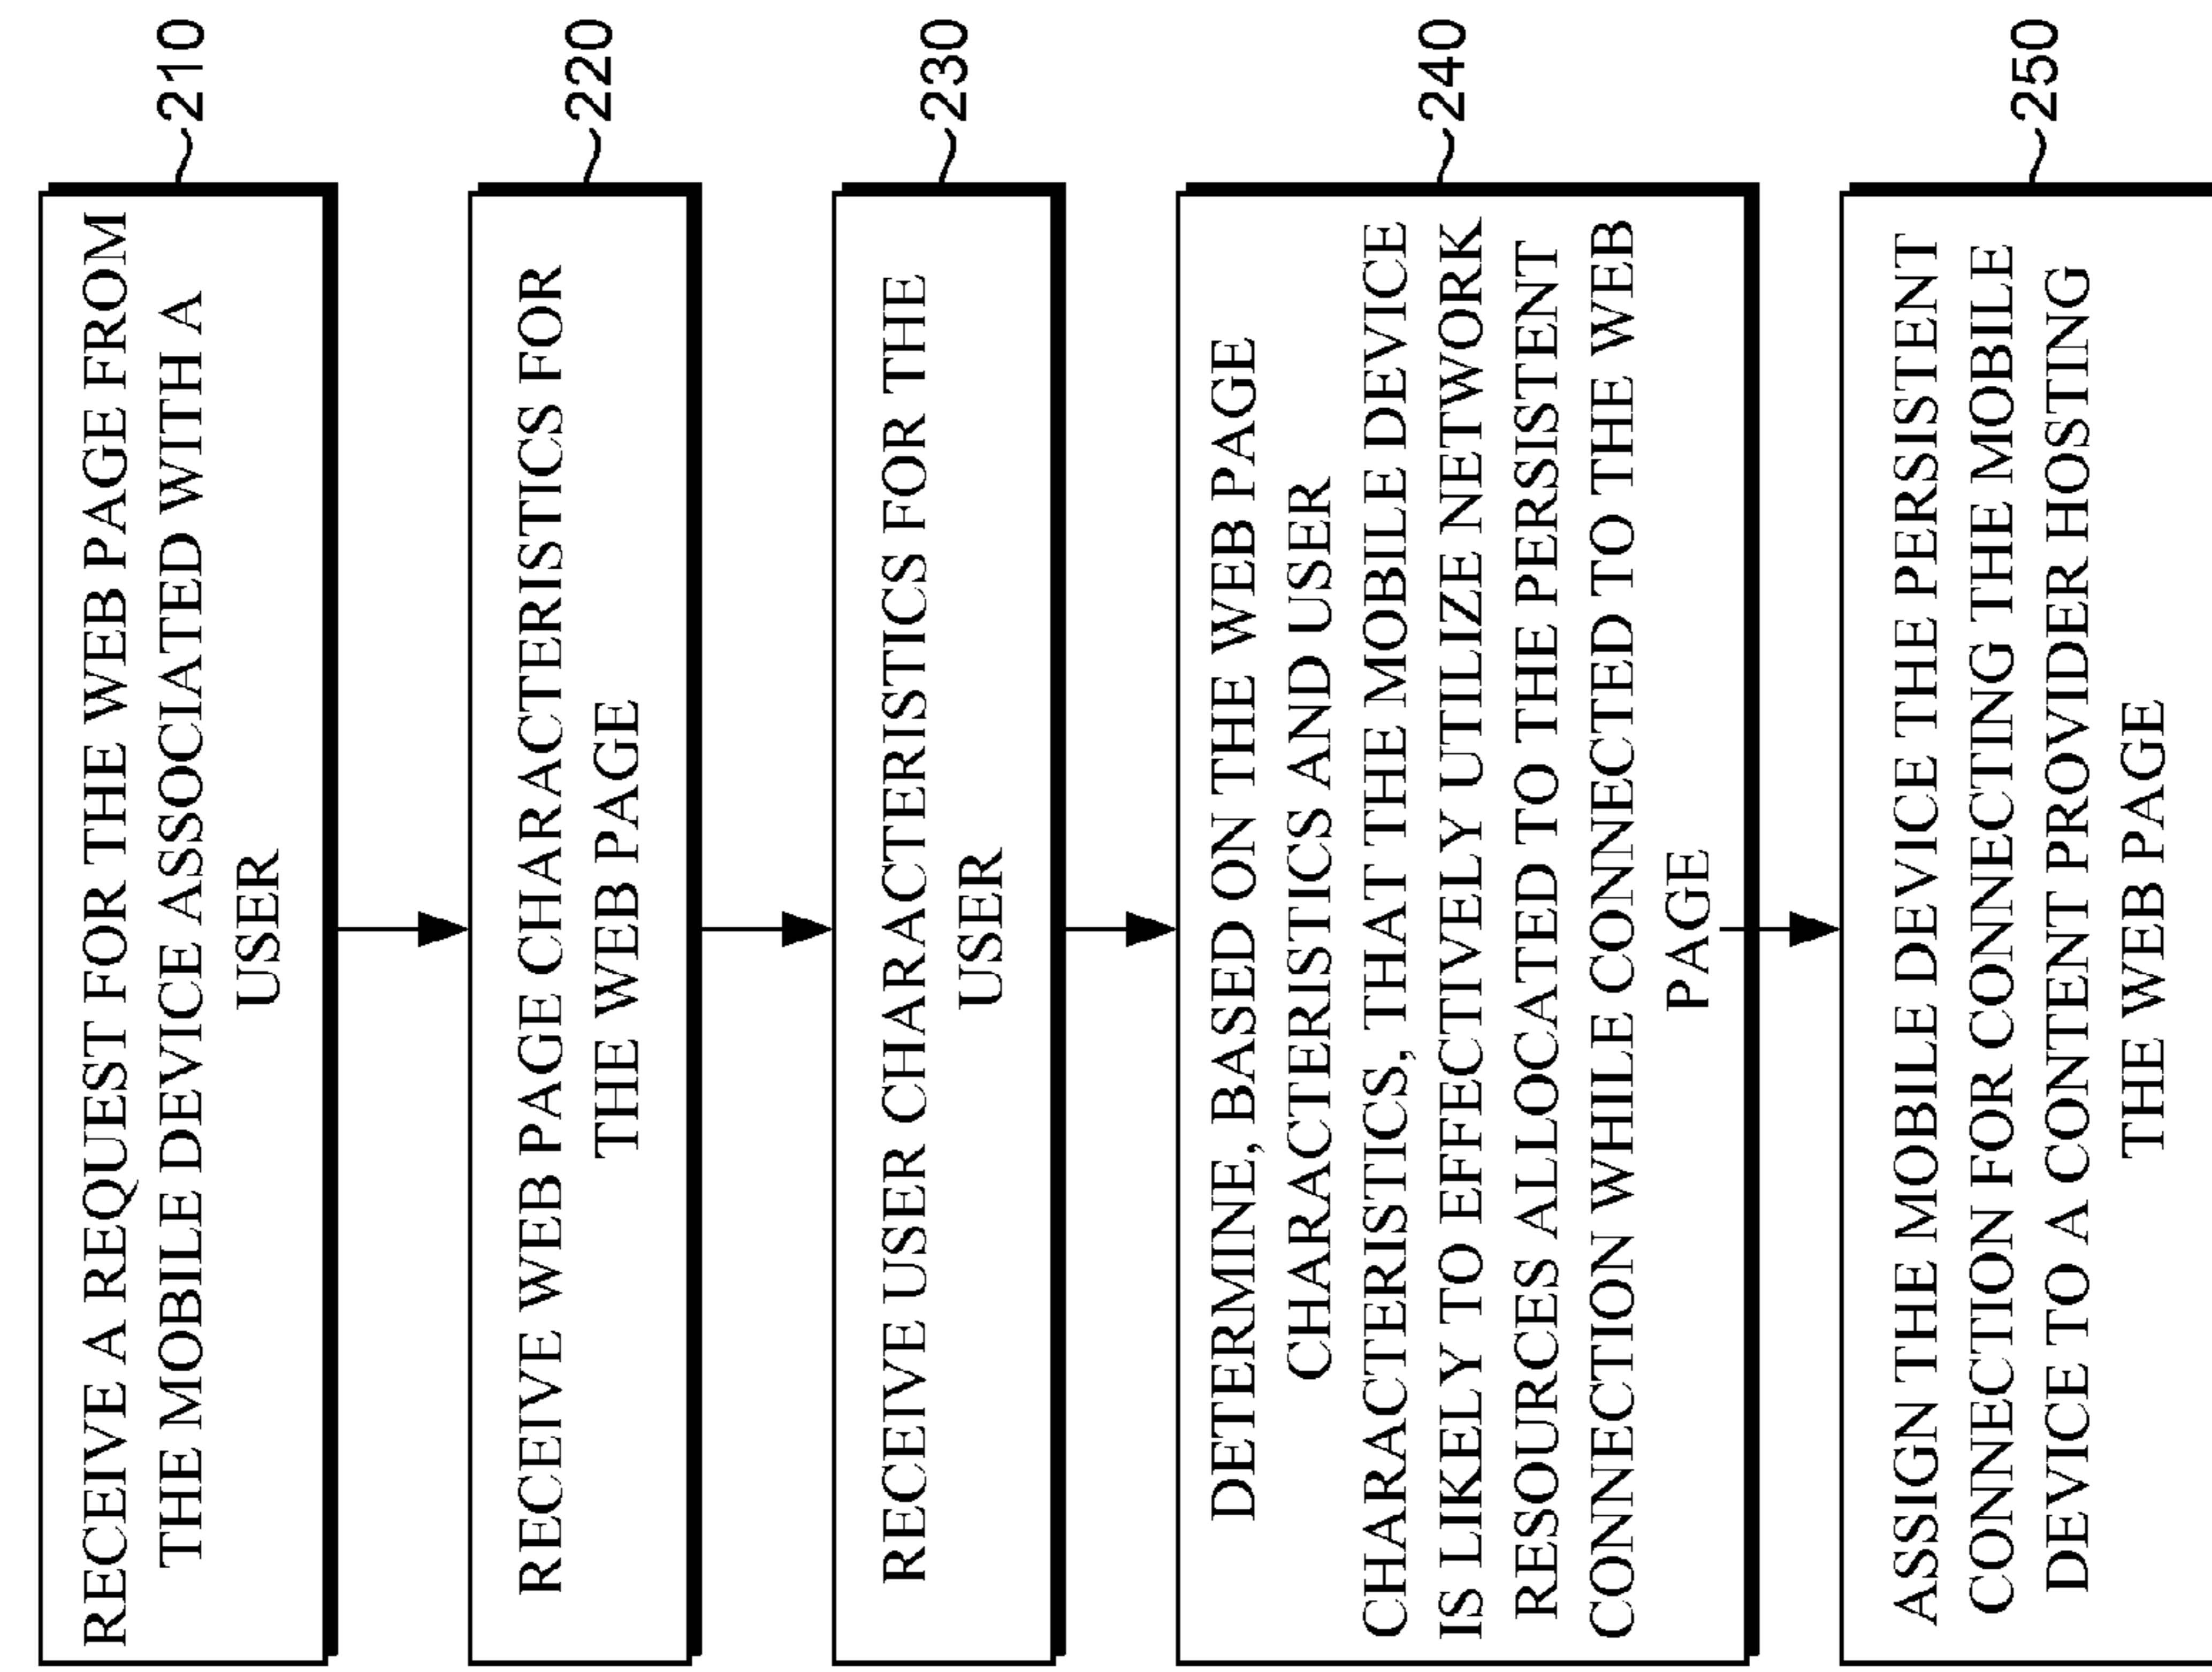 RECEIVE A REQUEST FOR THE WEB PAGE FROM
THE MOBILE DEVICE ASSOCIATED WITH A
USER
210
RECEIVE WEB PAGE CHARACTERISTICS FOR
THE WEB PAGE
220
RECEIVE USER CHARACTERISTICS FOR THE
USER
230
DETERMINE, BASED ON THE WEB PAGE
CHARACTERISTICS AND USER
CHARACTERISTICS, THAT THE MOBILE DEVICE
IS LIKELY TO EFFECTIVELY UTILIZE NETWORK
RESOURCES ALLOCATED TO THE PERSISTENT
CONNECTION WHILE CONNECTED TO THE WEB
PAGE
240
ASSIGN THE MOBILE DEVICE THE PERSISTENT
CONNECTION FOR CONNECTING THE MOBILE
DEVICE TO A CONTENT PROVIDER HOSTING
THE WEB PAGE
250